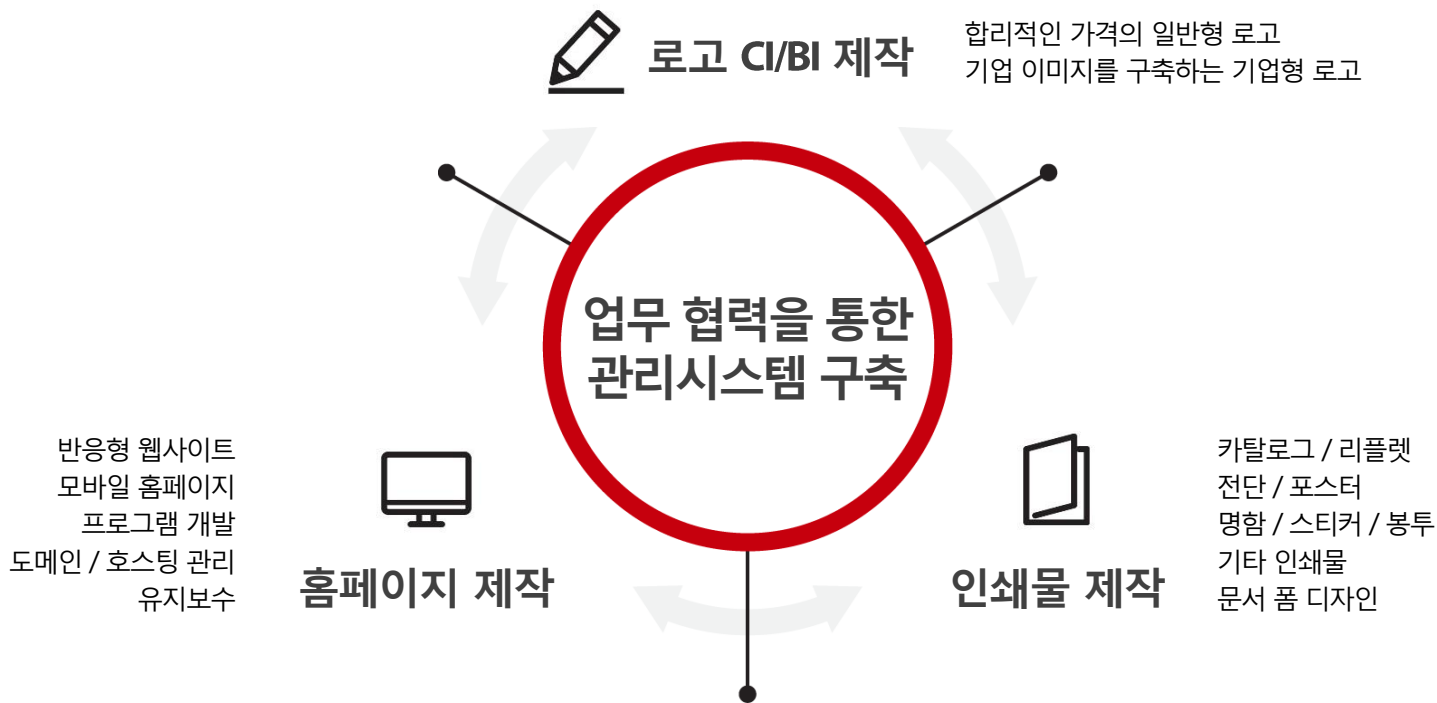 로고 CI/BI 제작
합리적인 가격의 일반형 로고
기업 이미지를 구축하는 기업형 로고
업무 협력을 통한
관리시스템 구축
반응형 웹사이트
모바일 홈페이지
프로그램 개발
도메인 / 호스팅 관리
유지보수
홈페이지 제작
인쇄물 제작
카탈로그 / 리플렛
전단 / 포스터
명함 / 스티커 / 봉투
기타 인쇄물
문서 폼 디자인